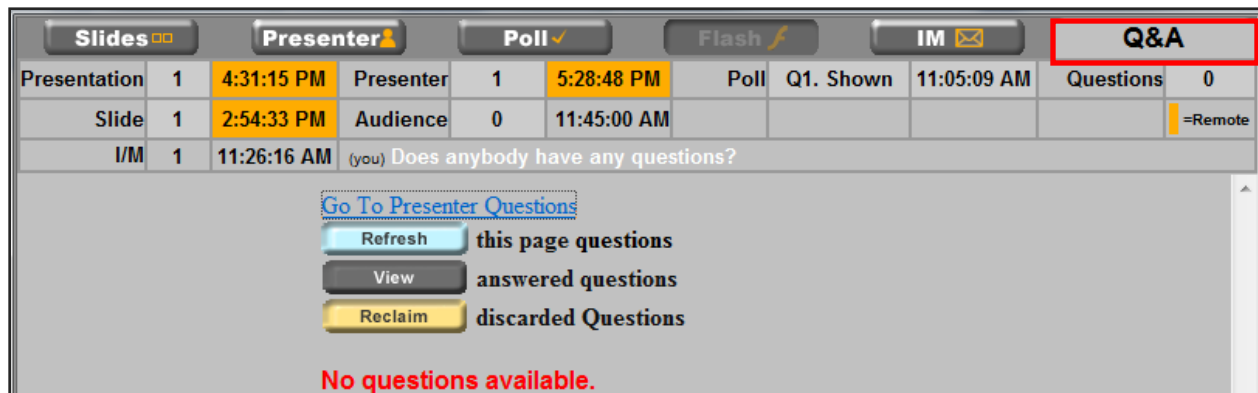 Slides Presenter Poll Flash IM Q&A
Presentation 1 4:31:15 PM Presenter 1 5:28:48 PM Poll Q1. Shown 11:05:09 AM Questions 0
Slide 1 2:54:33 PM Audience 0 11:45:00 AM =Remote
I/M 1 11:26:16 AM (you) Does anybody have any questions?
Go To Presenter Questions
Refresh this page questions
View answered questions
Reclaim discarded Questions
No questions available.